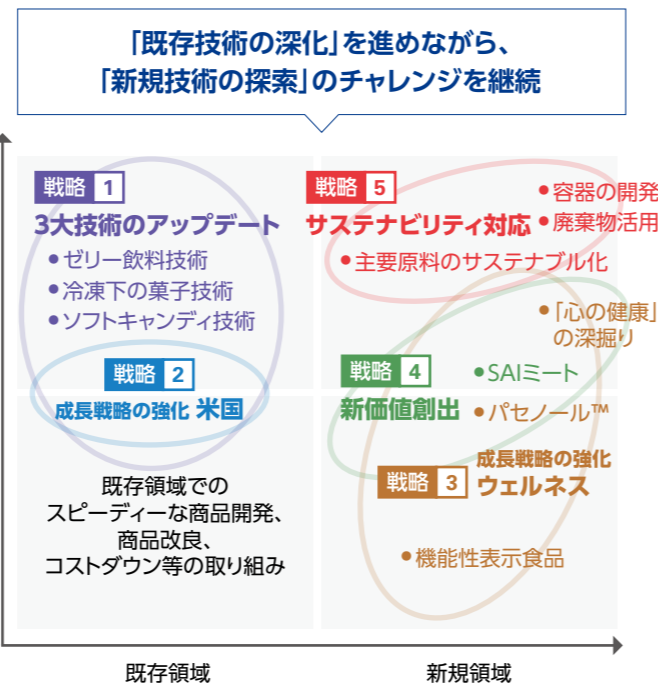 「既存技術の深化」を進めながら、
「新規技術の探索」のチャレンジを継続
戦略 1
3大技術のアップデート
●ゼリー飲料技術
●冷凍下の菓子技術
●ソフトキャンディ技術
戦略 2
成長戦略の強化 米国
既存領域での
スピーディーな商品開発、
商品改良、
コストダウン等の取り組み
戦略 5
サステナビリティ対応
●容器の開発
●廃棄物活用
●主要原料のサステナブル化
●「心の健康」
の深掘り
戦略 4
新価値創出
●SAIミート
●パセノール™
戦略 3
成長戦略の強化
ウェルネス
●機能性表示食品
既存領域
新規領域